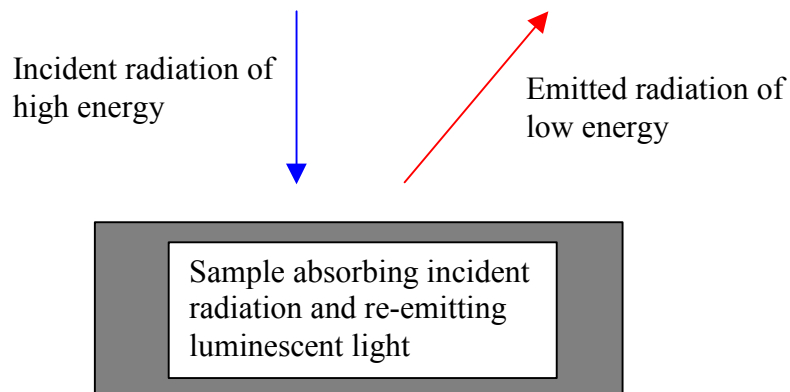 Incident radiation of
high energy
Emitted radiation of
low energy
Sample absorbing incident
radiation and re-emitting
luminescent light